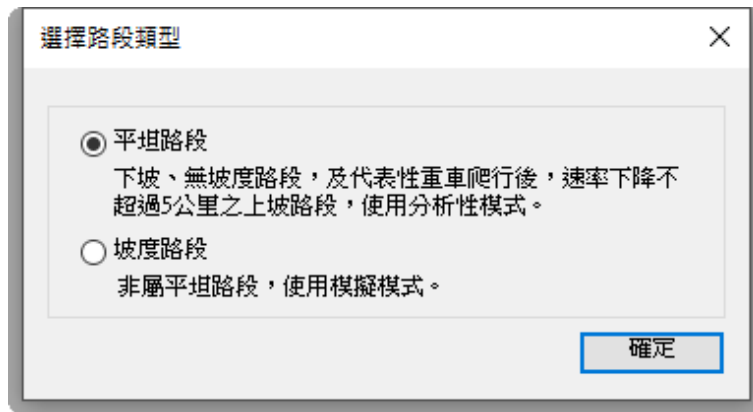 選擇路段類型
平坦路段
下坡、無坡度路段,及代表性重車爬行後,速率下降不
超過5公里之上坡路段,使用分析性模式。
坡度路段
非屬平坦路段,使用模擬模式。
確定